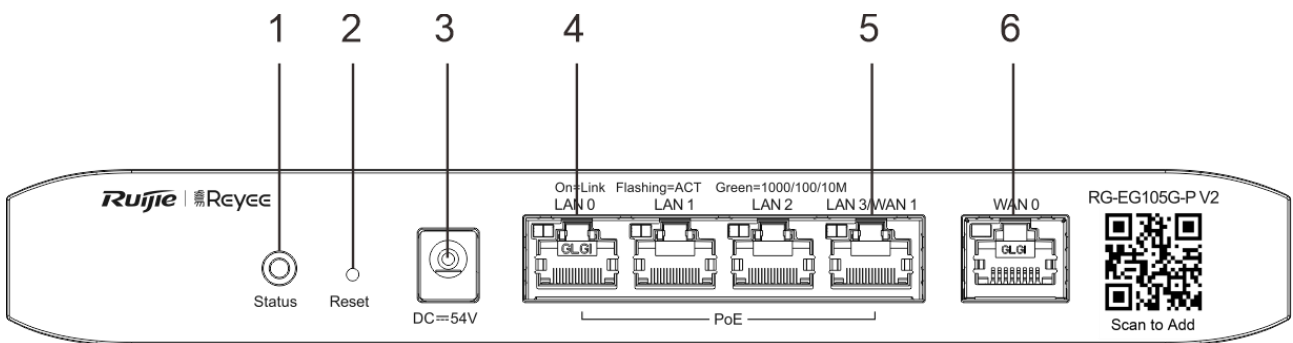 1 2 3 4 5 6
On=Link Flashing=ACT Green=1000/100/10M
Ruijie Reyee
LAN 0 LAN 1 LAN 2 LAN 3/WAN 1 WAN 0 RG-EG105G-P V2
GLGI GLGI
Status Reset
DC⎓54V PoE
Scan to Add